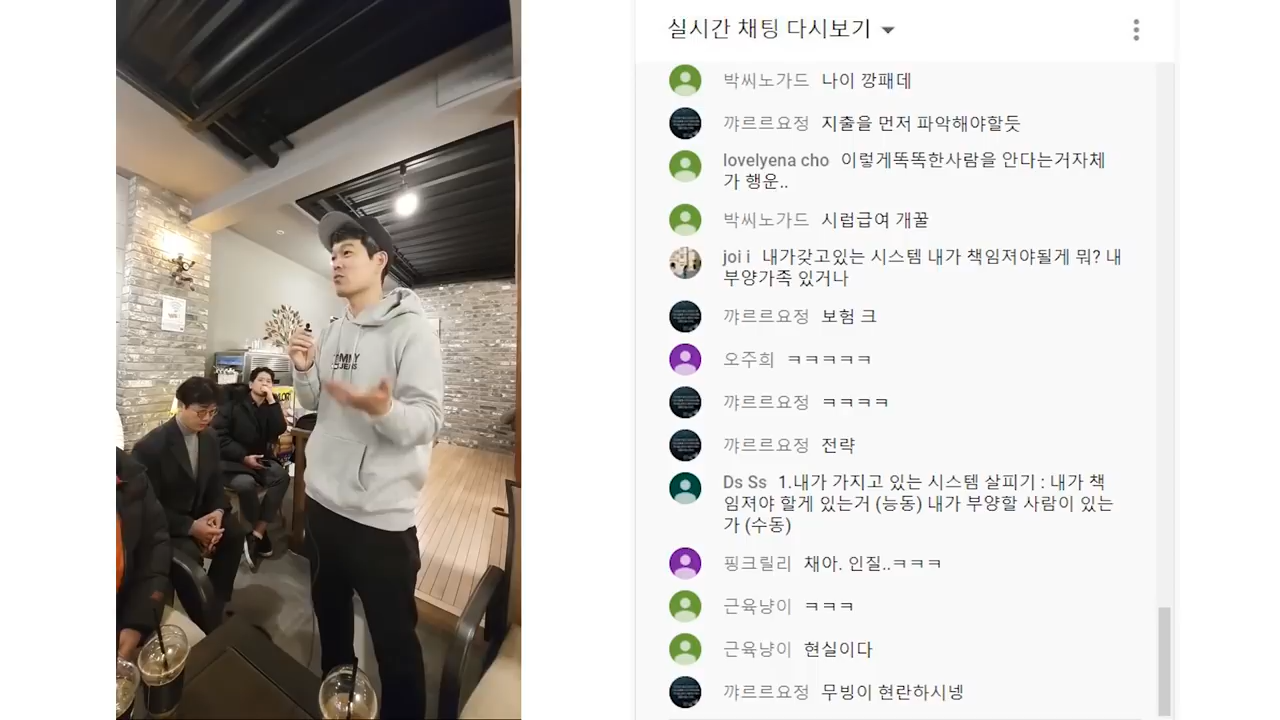 실시간 채팅 다시보기
박씨노가드 나이 깡패데
꺄르르요정 지출을 먼저 파악해야할듯
lovelyena cho 이렇게똑똑한사람을 안다는거자체
가 행운..
박씨노가드 시럽급여 개꿀
joi i 내가갖고있는 시스템 내가 책임져야될게 뭐? 내
부양가족 있거나
꺄르르요정 보험 크
오주희 ㅋㅋㅋㅋㅋ
꺄르르요정 ㅋㅋㅋㅋ
꺄르르요정 전략
Ds Ss 1.내가 가지고 있는 시스템 살피기 : 내가 책
임져야 할게 있는거 (능동) 내가 부양할 사람이 있는
가 (수동)
핑크릴리 채아. 인질..ㅋㅋㅋ
근육냥이 ㅋㅋㅋ
근육냥이 현실이다
꺄르르요정 무빙이 현란하시넹